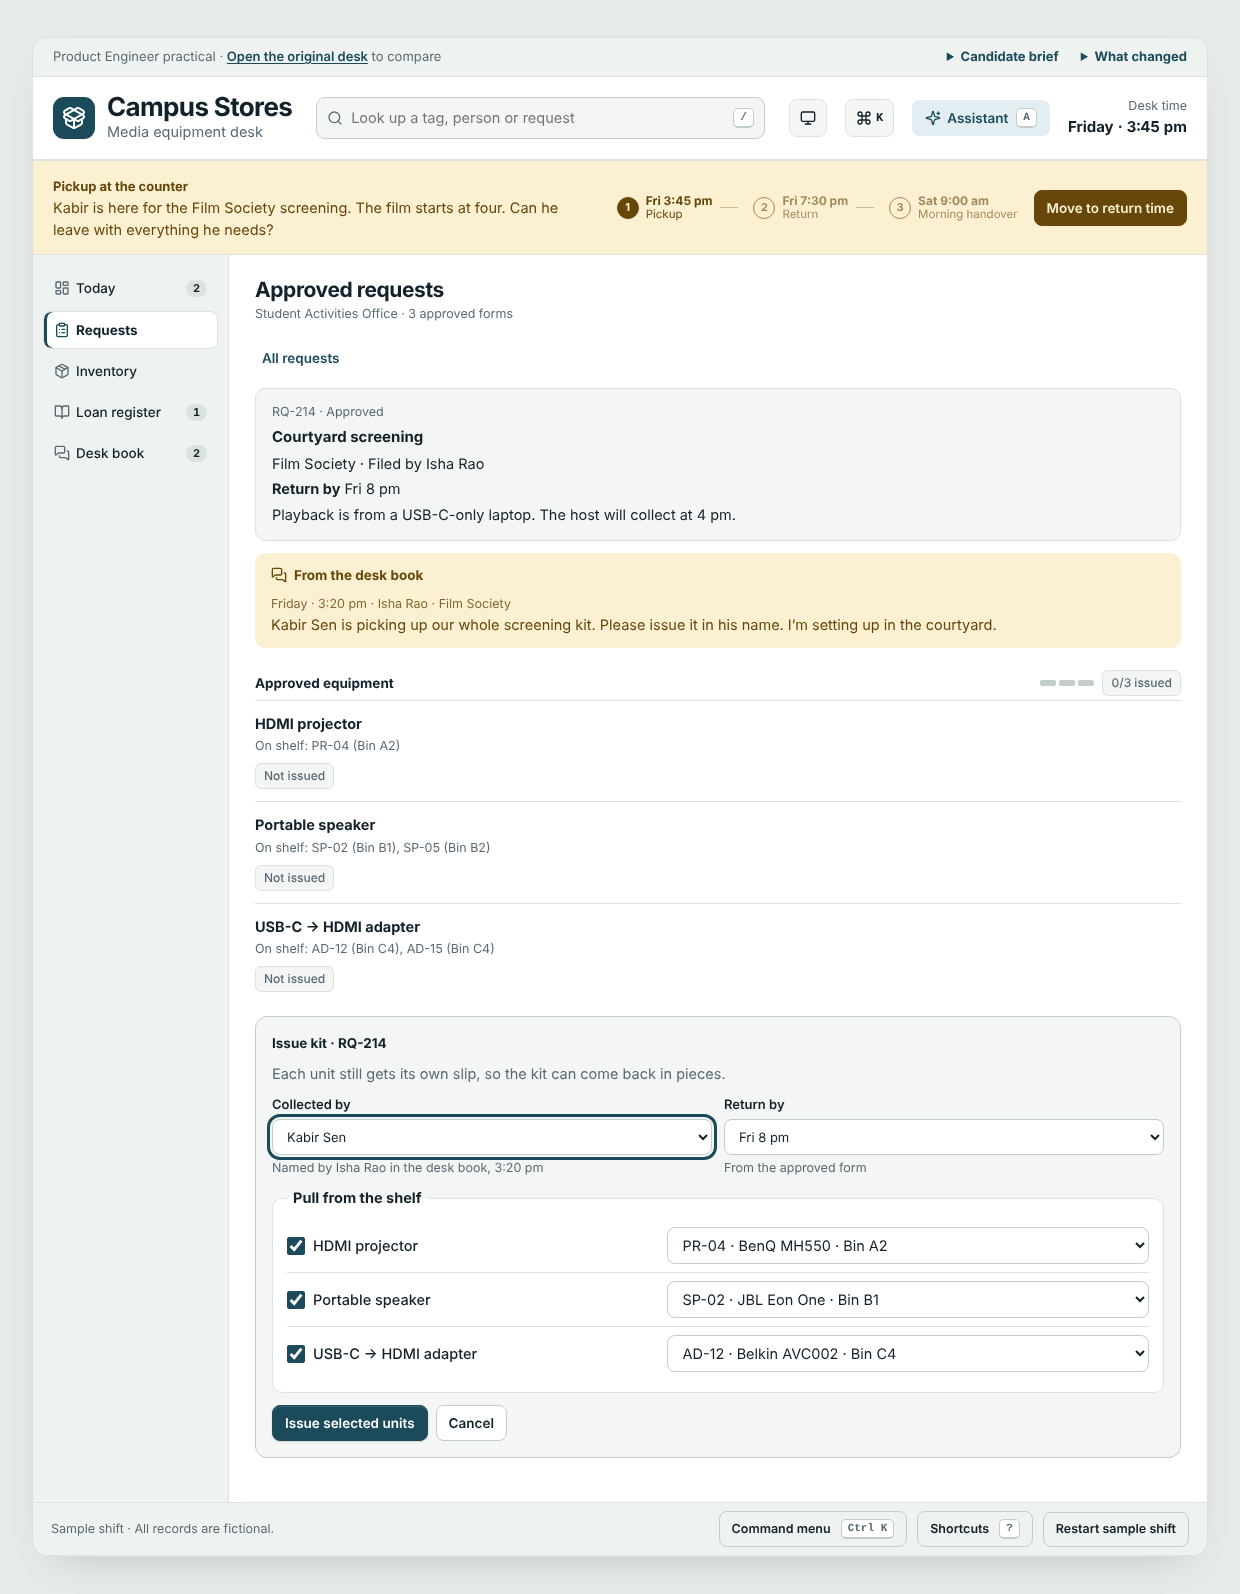 Product Engineer practical · Open the original desk to compare
Candidate brief
What changed
Campus Stores
Media equipment desk
Look up a tag, person or request
/
⌘ K
Assistant
A
Desk time
Friday · 3:45 pm
Pickup at the counter
Kabir is here for the Film Society screening. The film starts at four. Can he
leave with everything he needs?
1
Fri 3:45 pm
Pickup
2
Fri 7:30 pm
Return
3
Sat 9:00 am
Morning handover
Move to return time
Today
2
Requests
Inventory
Loan register
1
Desk book
2
Approved requests
Student Activities Office · 3 approved forms
All requests
RQ-214 · Approved
Courtyard screening
Film Society · Filed by Isha Rao
Return by Fri 8 pm
Playback is from a USB-C-only laptop. The host will collect at 4 pm.
From the desk book
Friday · 3:20 pm · Isha Rao · Film Society
Kabir Sen is picking up our whole screening kit. Please issue it in his name. I’m setting up in the courtyard.
Approved equipment
0/3 issued
HDMI projector
On shelf: PR-04 (Bin A2)
Not issued
Portable speaker
On shelf: SP-02 (Bin B1), SP-05 (Bin B2)
Not issued
USB-C → HDMI adapter
On shelf: AD-12 (Bin C4), AD-15 (Bin C4)
Not issued
Issue kit · RQ-214
Each unit still gets its own slip, so the kit can come back in pieces.
Collected by
Kabir Sen
Named by Isha Rao in the desk book, 3:20 pm
Return by
Fri 8 pm
From the approved form
Pull from the shelf
HDMI projector
PR-04 · BenQ MH550 · Bin A2
Portable speaker
SP-02 · JBL Eon One · Bin B1
USB-C → HDMI adapter
AD-12 · Belkin AVC002 · Bin C4
Issue selected units
Cancel
Sample shift · All records are fictional.
Command menu
Ctrl K
Shortcuts
?
Restart sample shift